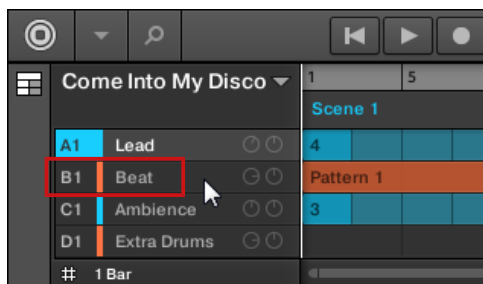 Come Into My Disco 1 5
Scene 1
A1 Lead 4
B1 Beat Pattern 1
C1 Ambience 3
D1 Extra Drums
# 1 Bar